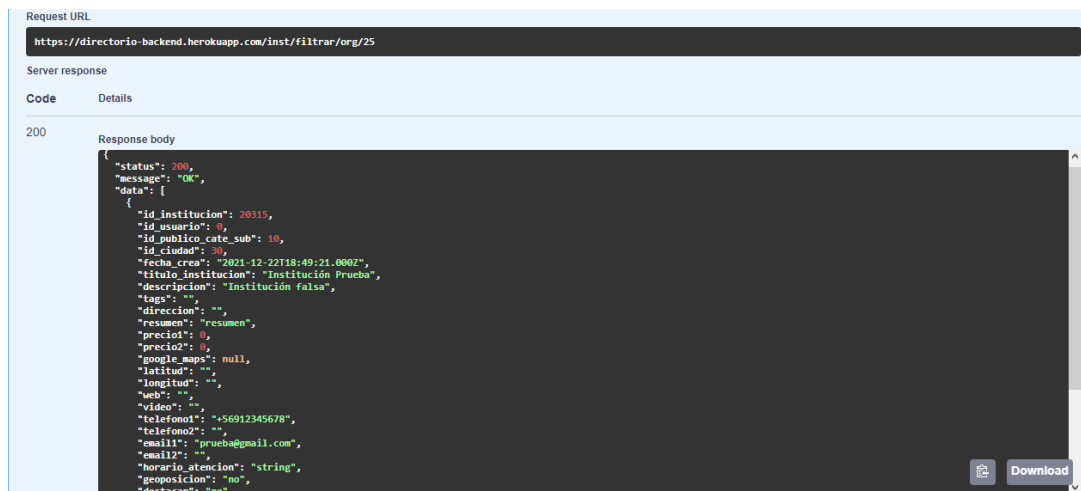 Request URL
https://directorio-backend.herokuapp.com/inst/filtrar/org/25
Server response
Code Details
200
Response body
{
"status": 200,
"message": "OK",
"data": [
{
"id_institucion": 20315,
"id_usuario": 0,
"id_publico_cate_sub": 10,
"id_ciudad": 30,
"fecha_crea": "2021-12-22T18:49:21.000Z",
"titulo_institucion": "Institución Prueba",
"descripcion": "Institución falsa",
"tags": "",
"direccion": "",
"resumen": "resumen",
"precio1": 0,
"precio2": 0,
"google_maps": null,
"latitud": "",
"longitud": "",
"web": "",
"video": "",
"telefono1": "+56912345678",
"telefono2": "",
"email1": "prueba@gmail.com",
"email2": "",
"horario_atencion": "string",
"geoposicion": "no",
"destacar": "no",
Download